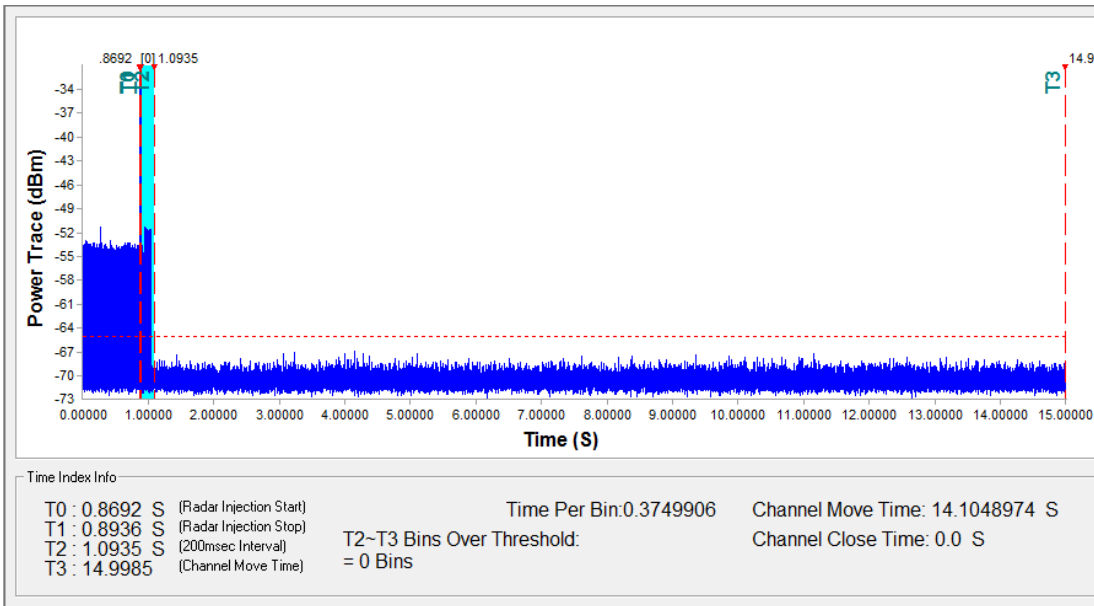 .8692 [0] 1.0935 14.9
T0 T2 T3
Power Trace (dBm)
-34
-37
-40
-43
-46
-49
-52
-55
-58
-61
-64
-67
-70
-73
0.00000 1.00000 2.00000 3.00000 4.00000 5.00000 6.00000 7.00000 8.00000 9.00000 10.00000 11.00000 12.00000 13.00000 14.00000 15.00000
Time (S)
Time Index Info
T0 : 0.8692 S (Radar Injection Start)
T1 : 0.8936 S (Radar Injection Stop)
T2 : 1.0935 S (200msec Interval)
T3 : 14.9985 (Channel Move Time)
Time Per Bin:0.3749906
T2~T3 Bins Over Threshold:
= 0 Bins
Channel Move Time: 14.1048974 S
Channel Close Time: 0.0 S